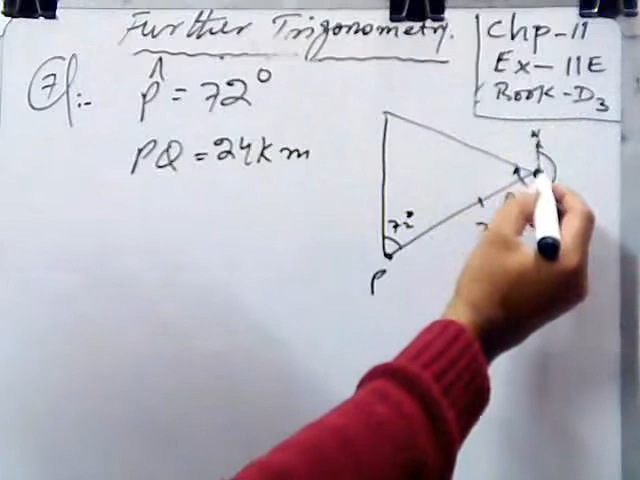 Further Trigonometry.
Chp-11
Ex-11E
Book-D3
7:-
P̂ = 72°
PQ = 24km
N
72°
P